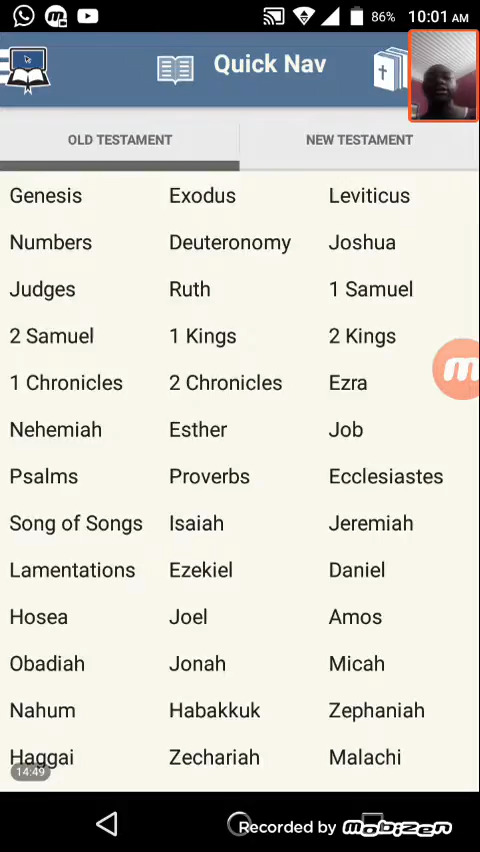 86% 10:01 AM
Quick Nav
OLD TESTAMENT NEW TESTAMENT
Genesis Exodus Leviticus
Numbers Deuteronomy Joshua
Judges Ruth 1 Samuel
2 Samuel 1 Kings 2 Kings
1 Chronicles 2 Chronicles Ezra
Nehemiah Esther Job
Psalms Proverbs Ecclesiastes
Song of Songs Isaiah Jeremiah
Lamentations Ezekiel Daniel
Hosea Joel Amos
Obadiah Jonah Micah
Nahum Habakkuk Zephaniah
Haggai Zechariah Malachi
14:49
Recorded by mobizen